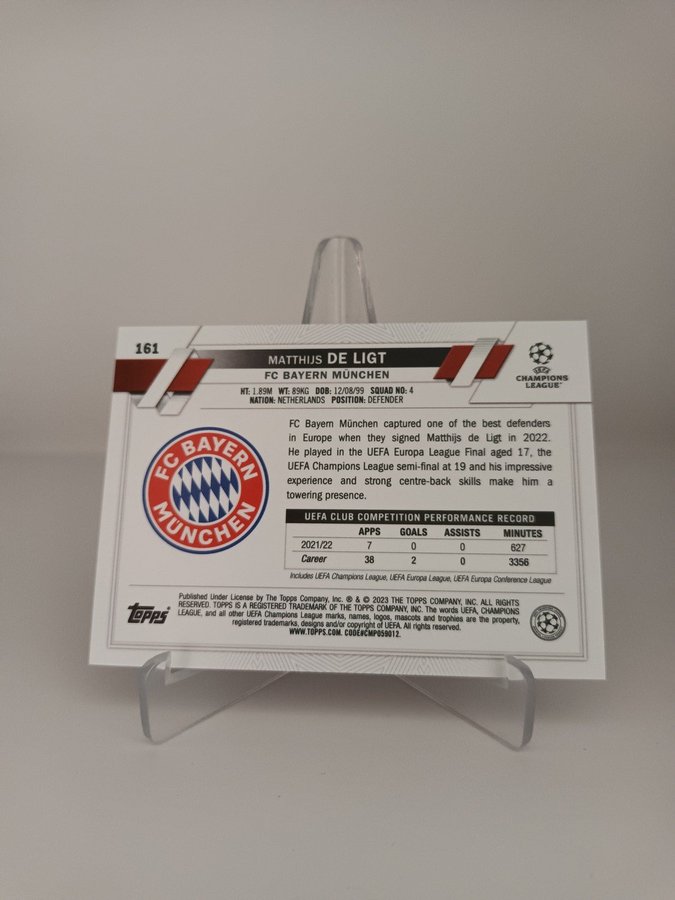 161
MATTHIJS DE LIGT
FC BAYERN MÜNCHEN
UEFA
CHAMPIONS
LEAGUE
HT: 1.89M WT: 89KG DOB: 12/08/99 SQUAD NO: 4
NATION: NETHERLANDS POSITION: DEFENDER
FC BAYERN
MÜNCHEN
FC Bayern München captured one of the best defenders
in Europe when they signed Matthijs de Ligt in 2022.
He played in the UEFA Europa League Final aged 17, the
UEFA Champions League semi-final at 19 and his impressive
experience and strong centre-back skills make him a
towering presence.
UEFA CLUB COMPETITION PERFORMANCE RECORD
APPS GOALS ASSISTS MINUTES
2021/22 7 0 0 627
Career 38 2 0 3356
Includes UEFA Champions League, UEFA Europa League, UEFA Europa Conference League
Topps
Published Under License by The Topps Company, Inc. ® & © 2023 THE TOPPS COMPANY, INC. ALL RIGHTS
RESERVED. TOPPS IS A REGISTERED TRADEMARK OF THE TOPPS COMPANY, INC. The words UEFA, CHAMPIONS
LEAGUE, and all other UEFA Champions League marks, names, logos, mascots and trophies are the property,
registered trademarks, designs and/or copyright of UEFA. All rights reserved.
WWW.TOPPS.COM. CODE#CMP059012.